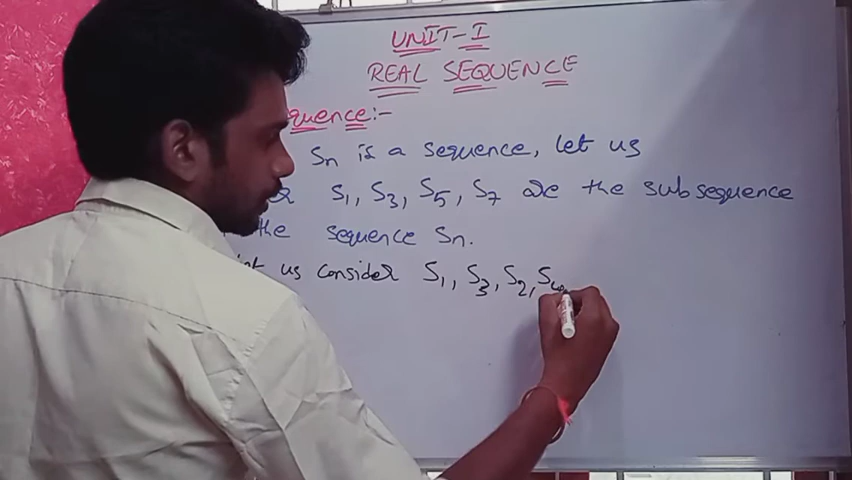 UNIT-I
REAL SEQUENCE
quence:-
Sn is a sequence, let us
S1, S3, S5, S7 are the subsequence
the sequence Sn.
us consider S1, S3, S2, S4